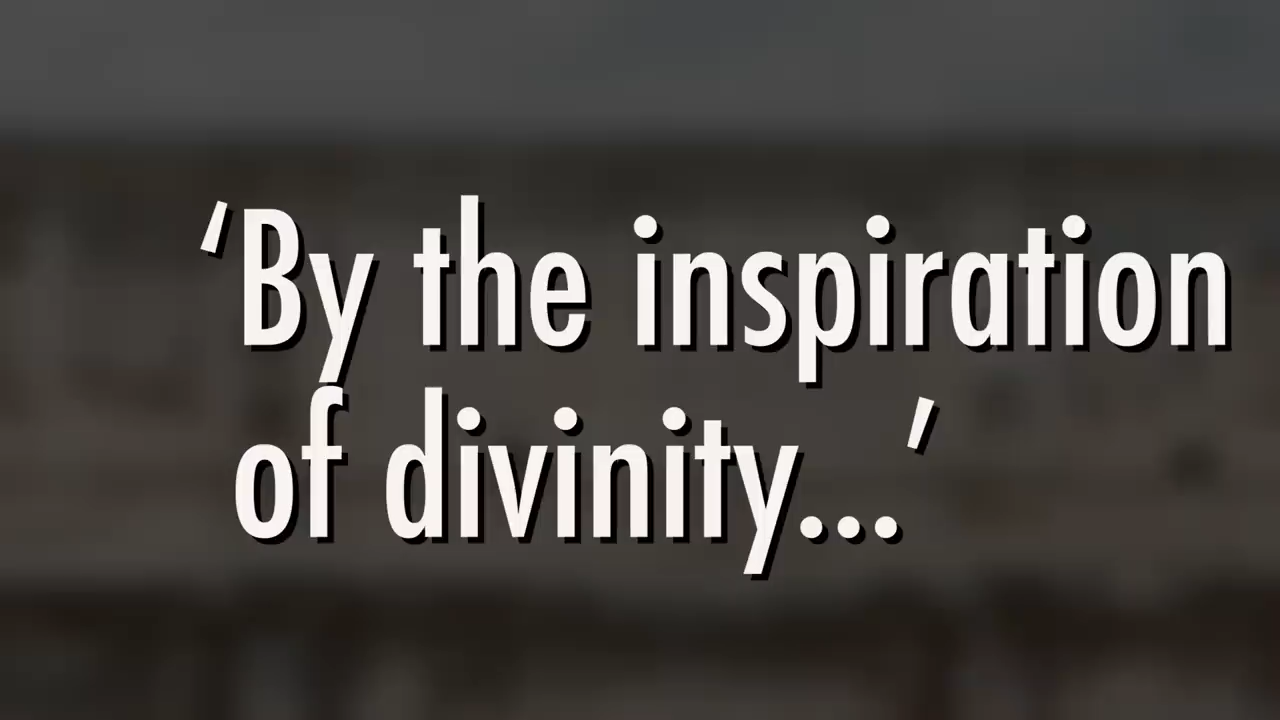 ‘By the inspiration
of divinity...’